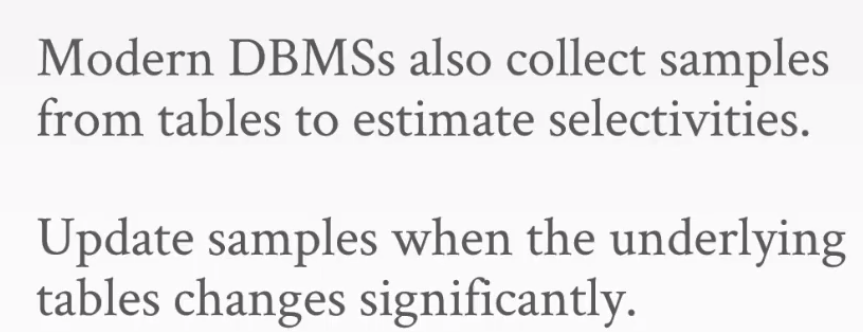 Modern DBMSs also collect samples
from tables to estimate selectivities.
Update samples when the underlying
tables changes significantly.